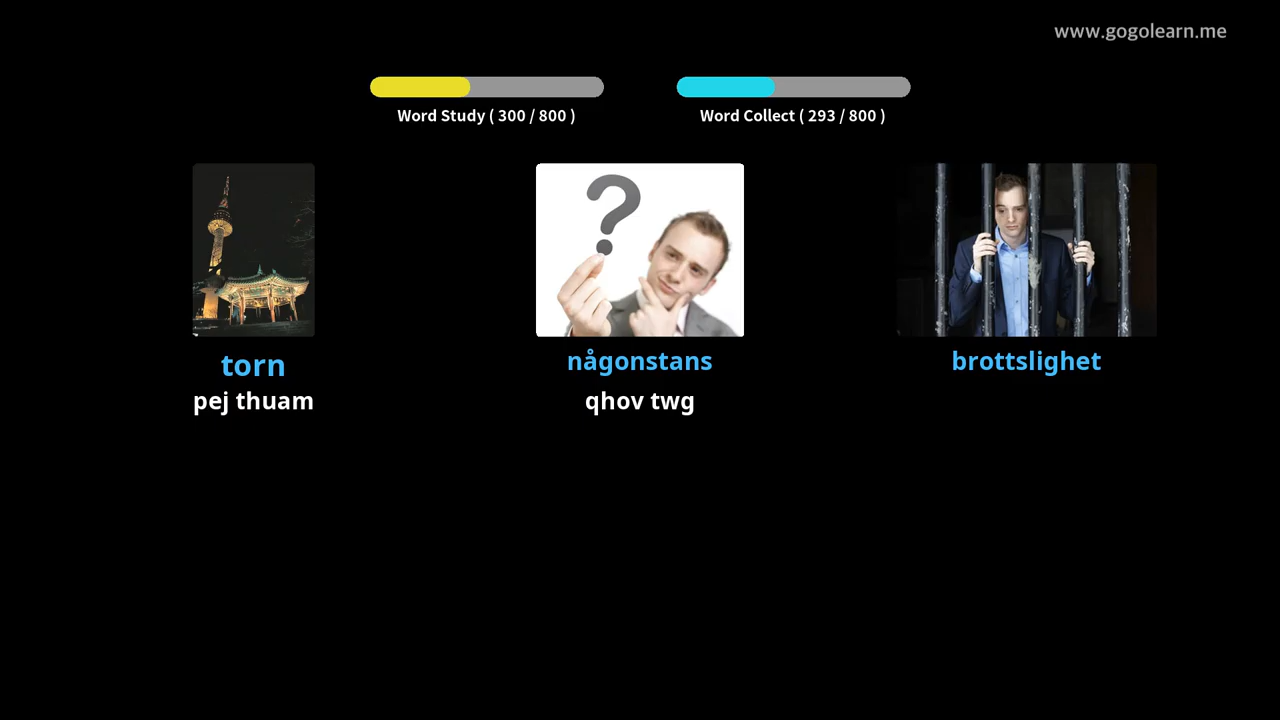 www.gogolearn.me
Word Study ( 300 / 800 )
Word Collect ( 293 / 800 )
torn
någonstans
brottslighet
pej thuam
qhov twg